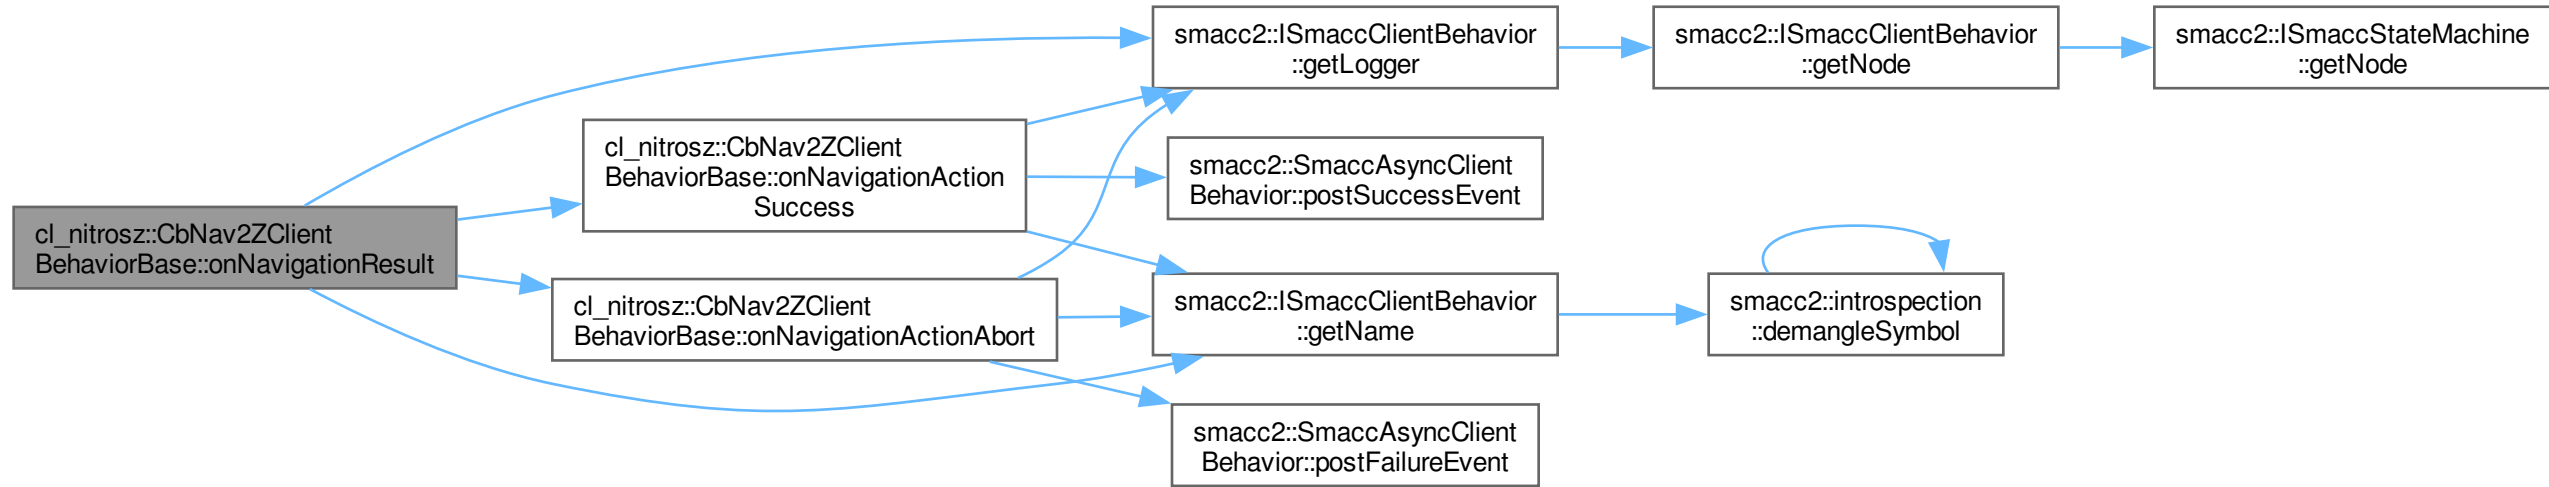 cl_nitrosz::CbNav2ZClient
BehaviorBase::onNavigationResult
cl_nitrosz::CbNav2ZClient
BehaviorBase::onNavigationAction
Success
cl_nitrosz::CbNav2ZClient
BehaviorBase::onNavigationActionAbort
smacc2::ISmaccClientBehavior
::getLogger
smacc2::SmaccAsyncClient
Behavior::postSuccessEvent
smacc2::ISmaccClientBehavior
::getName
smacc2::SmaccAsyncClient
Behavior::postFailureEvent
smacc2::ISmaccClientBehavior
::getNode
smacc2::introspection
::demangleSymbol
smacc2::ISmaccStateMachine
::getNode